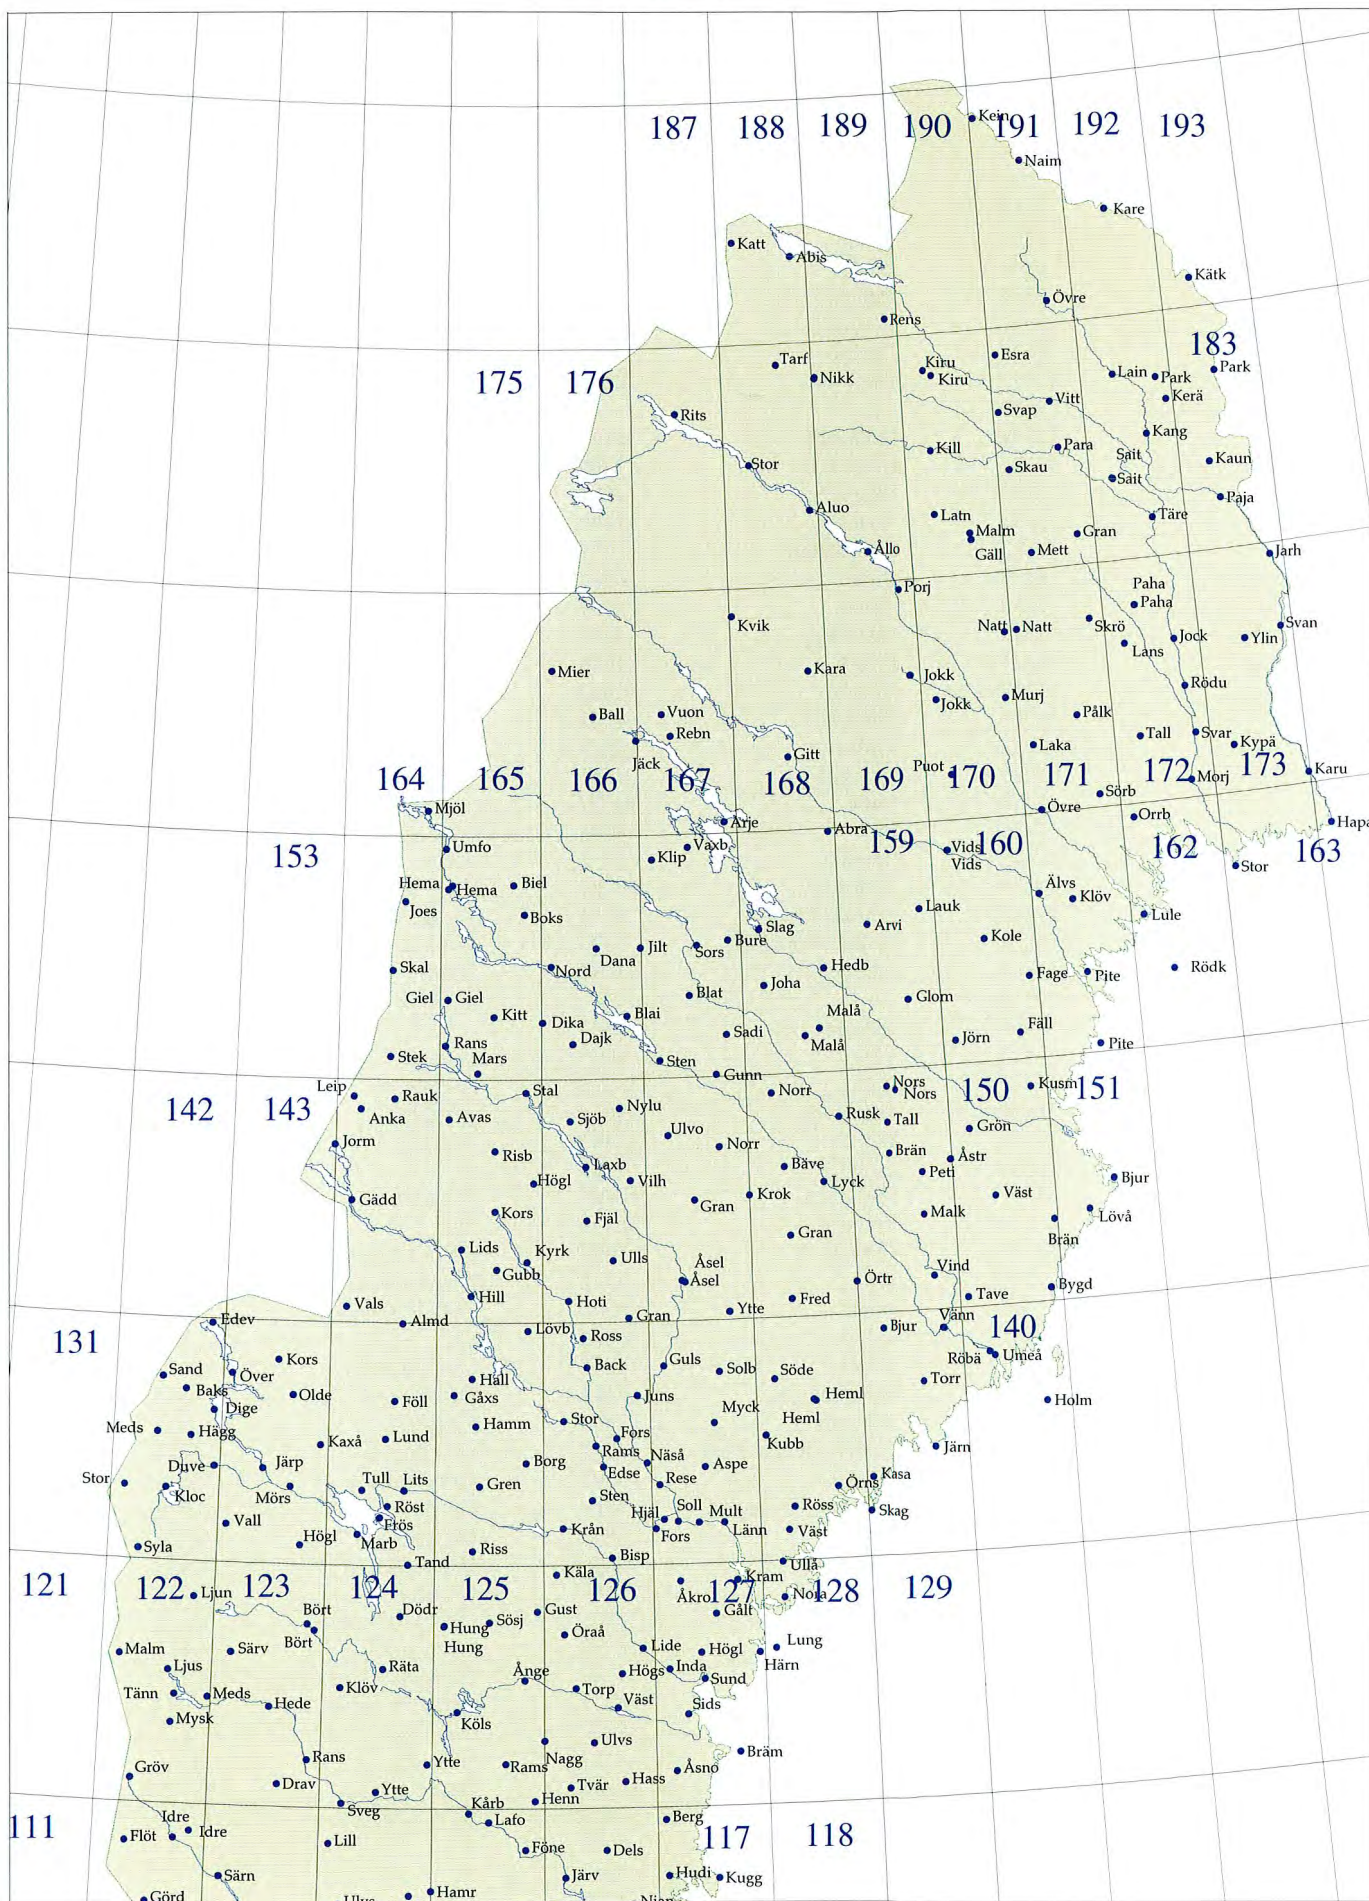 187 188 189 190 Kein 191 192 193
Naim
Kare
Katt
Abis
Kätk
Övre
Rens
183
175 176 Tarf Nikk Kiru Kiru Esra Lain Park Kerä Park
Rits Svap Vitt
Kill Para Kang
Stor Skau Sait Sait Kaun
Aluo Latn Täre Paja
Ållo Malm Gäll Mett Gran Jarh
Porj Paha Paha
Kvik Natt Natt Skrö Lans Jock Ylin Svan
Mier Kara Jokk Jokk Murj Rödu
Ball Vuon Rebn Pålk
Jäck Gitt Laka Tall Svar Kypä
164 165 166 167 168 169 Puot 170 171 172 Morj 173 Karu
Mjöl Arje Abra Övre Sörb Orrb Hapa
153 Umfo Klip Vaxb 159 Vids Vids 160 162 163 Stor
Hema Hema Biel Älvs Klöv
Joes Boks Slag Arvi Lauk Lule
Dana Jilt Sors Bure Kole
Skal Nord Hedb Fage Pite Rödk
Giel Giel Blat Joha Glom
Kitt Dika Blai Malå Malå
Rans Dajk Sadi Jörn Fäll Pite
Stek Mars Sten Gunn
142 143 Leip Rauk Anka Avas Stal Nylu Norr Nors Nors 150 Kusm 151
Sjöb Rusk Tall Grön
Jorm Risb Ulvo Norr Brän Åstr
Högl Laxb Vilh Bäve Lyck Peti Bjur
Gädd Kors Fjäl Gran Krok Malk Väst Lövå
Gran Brän
Lids Gubb Kyrk Ulls Åsel Åsel Örtr Vind Bygd
Vals Hill Hoti Ytte Fred Tave
131 Edev Almd Lövb Ross Gran Bjur Vänn 140
Sand Över Kors Back Guls Solb Söde Röbä Umeå
Baks Olde Hall Torr
Dige Föll Gåxs Juns Heml Heml Holm
Meds Hägg Kaxå Lund Hamm Stor Fors Myck Kubb Järn
Duve Järp Borg Rams Edse Näså Aspe
Stor Kloc Mörs Tull Lits Gren Rese Örns Kasa
Vall Röst Frös Sten Hjäl Soll Mult Röss Skag
Syla Högl Marb Krån Fors Länn Väst
Tand Riss Bisp Ullå
121 122 Ljun 123 124 125 Käla 126 Åkro 127 Kram Nora 128 129
Bört Bört Dödr Hung Hung Sösj Gust Gålt
Malm Särv Öraå Lide Högl Lung Härn
Ljus Räta Ånge Högs Inda Sund
Tänn Meds Hede Klöv Torp Väst Sids
Mysk Köls
Ulvs Bräm
Gröv Rans Ytte Rams Nagg Åsno
Drav Ytte Tvär Hass
111 Flöt Idre Idre Sveg Kårb Lafo Henn Berg
Lill Föne Dels 117 118
Särn Järv Hudi Kugg
Görd Hamr